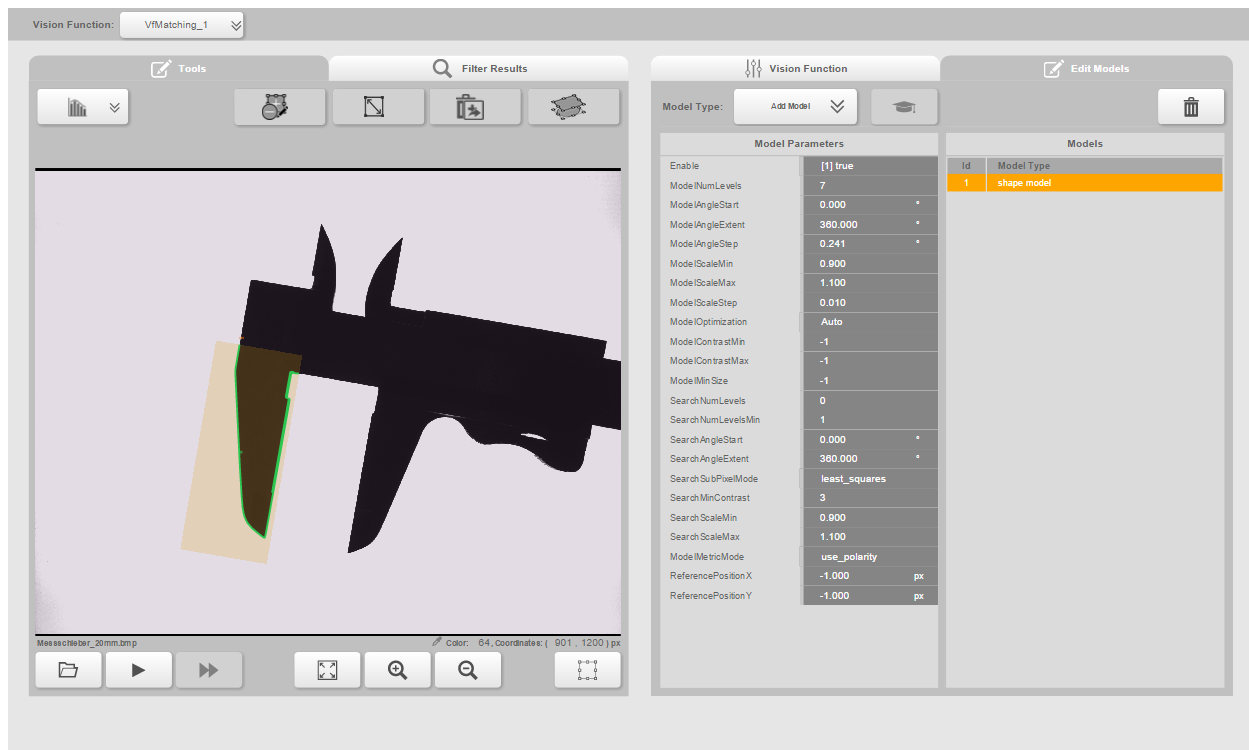 Vision Function: VfMatching_1
Tools Filter Results Vision Function Edit Models
Model Type: Add Model
Model Parameters Models
Enable [1] true
ModelNumLevels 7
ModelAngleStart 0.000 °
ModelAngleExtent 360.000 °
ModelAngleStep 0.241 °
ModelScaleMin 0.900
ModelScaleMax 1.100
ModelScaleStep 0.010
ModelOptimization Auto
ModelContrastMin -1
ModelContrastMax -1
ModelMinSize -1
SearchNumLevels 0
SearchNumLevelsMin 1
SearchAngleStart 0.000 °
SearchAngleExtent 360.000 °
SearchSubPixelMode least_squares
SearchMinContrast 3
SearchScaleMin 0.900
SearchScaleMax 1.100
ModelMetricMode use_polarity
ReferencePositionX -1.000 px
ReferencePositionY -1.000 px
Id Model Type
1 shape model
Messschieber_20mm.bmp Color: 64, Coordinates: ( 901 , 1200 ) px